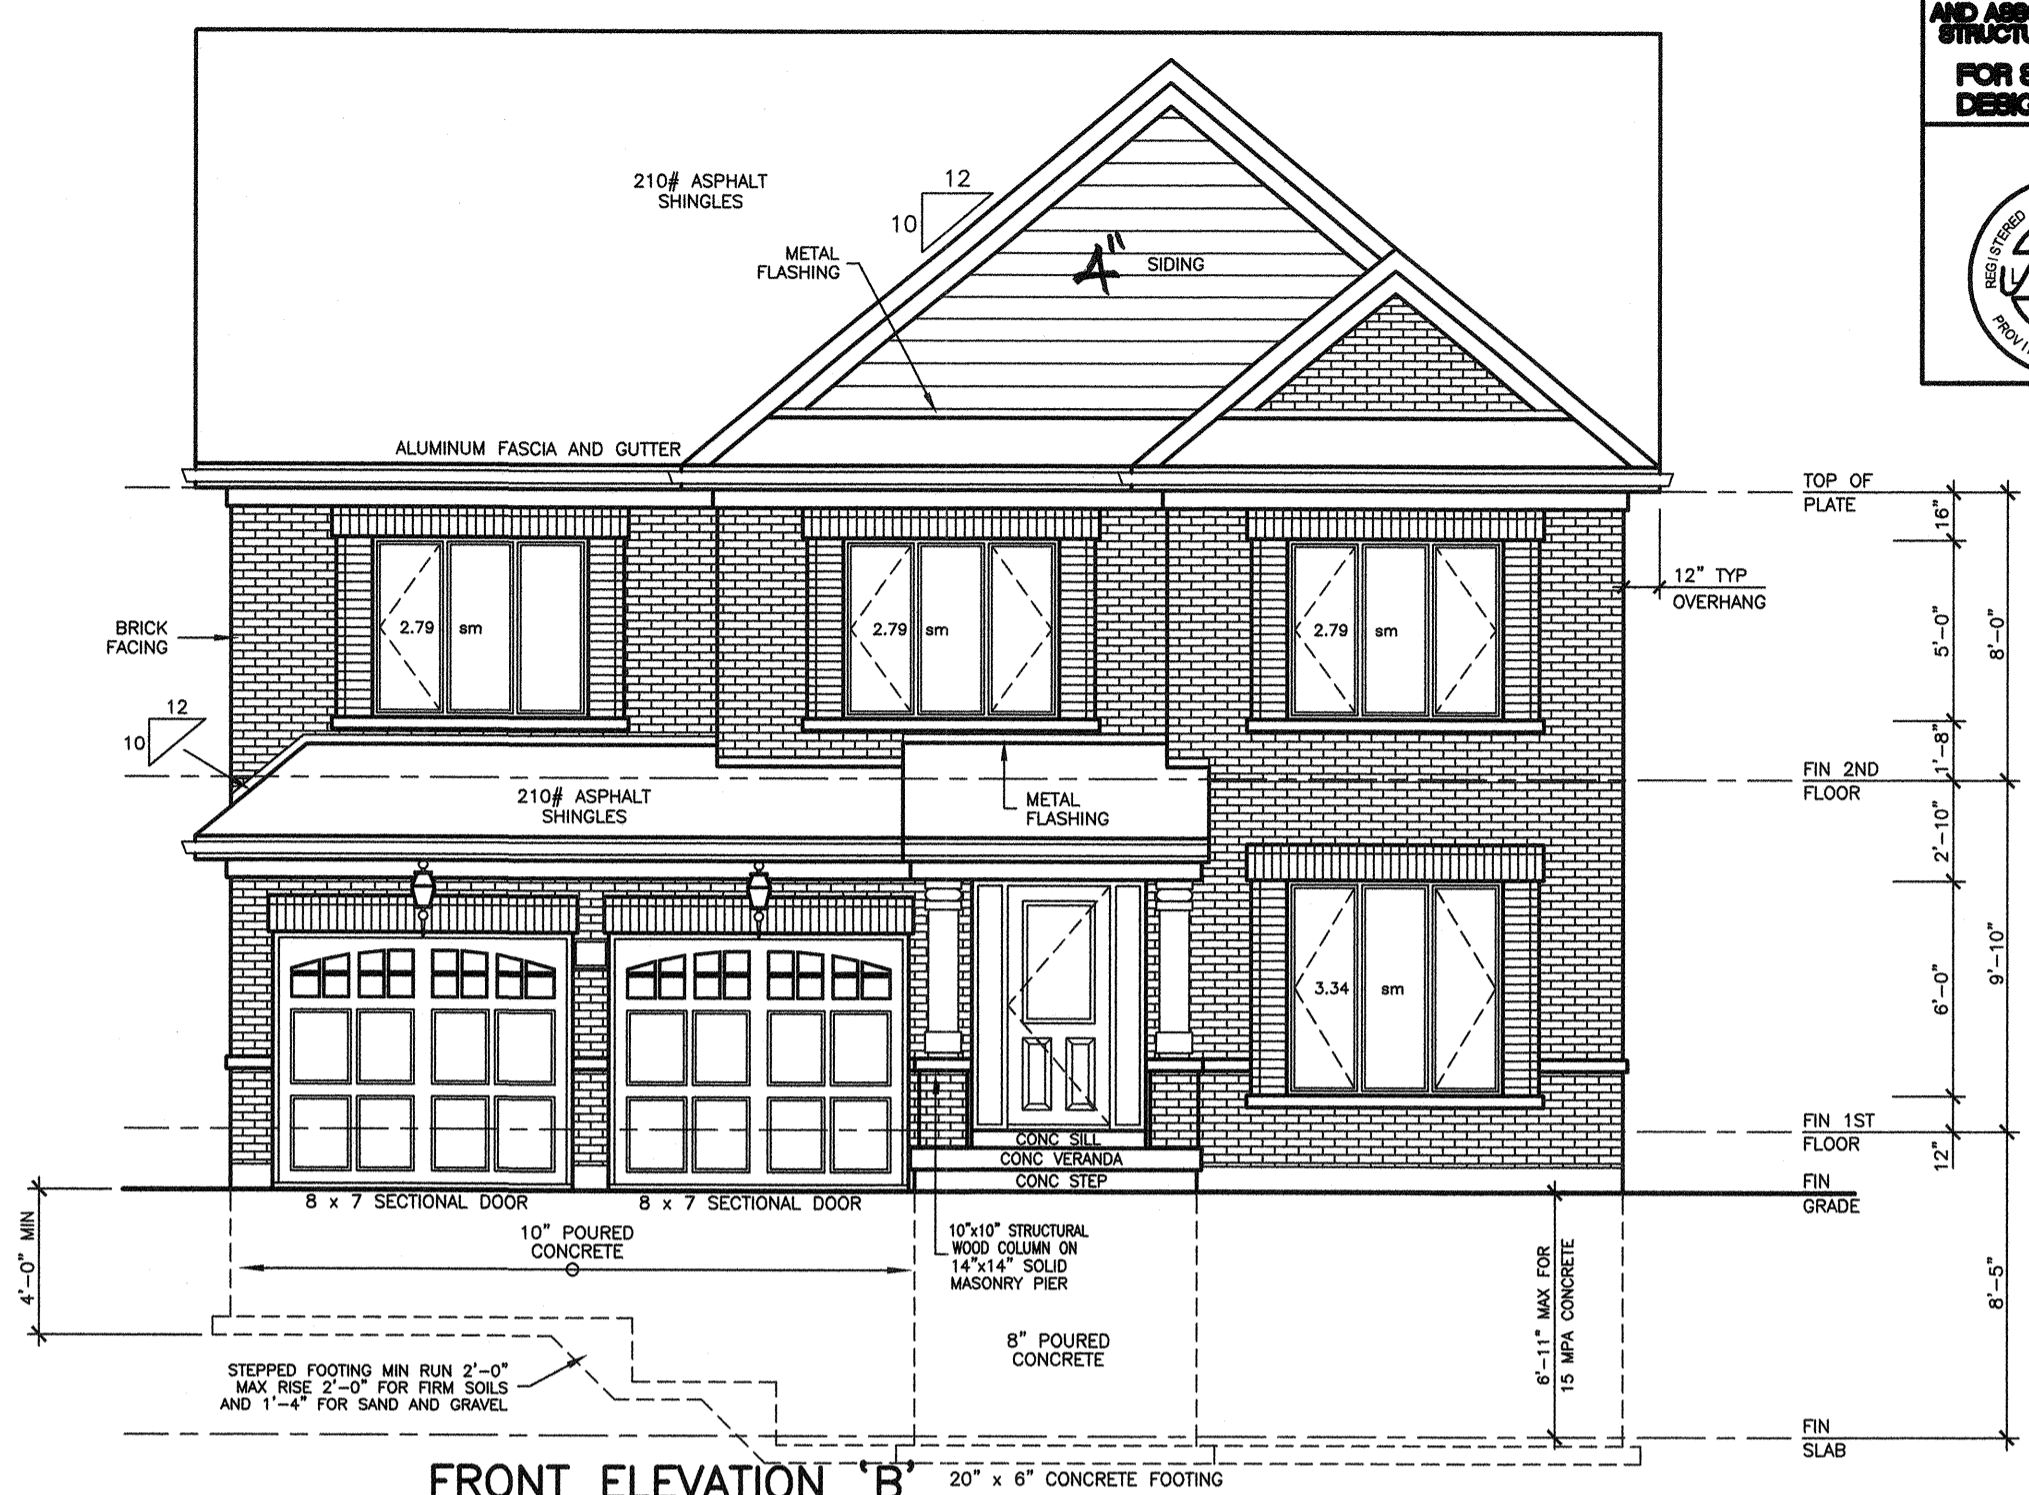 AND ASS
STRUCTU
FOR S
DESIG
REGISTERED
210# ASPHALT
SHINGLES
12
10
METAL
FLASHING
4" SIDING
ALUMINUM FASCIA AND GUTTER
TOP OF
PLATE
16"
12" TYP
OVERHANG
BRICK
FACING
2.79 sm
2.79 sm
2.79 sm
5'-0"
8'-0"
12
10
1'-8"
FIN 2ND
FLOOR
210# ASPHALT
SHINGLES
METAL
FLASHING
2'-10"
3.34 sm
6'-0"
9'-10"
FIN 1ST
FLOOR
12"
CONC SILL
CONC VERANDA
CONC STEP
FIN
GRADE
8 x 7 SECTIONAL DOOR
8 x 7 SECTIONAL DOOR
4'-0" MIN
10" POURED
CONCRETE
10"x10" STRUCTURAL
WOOD COLUMN ON
14"x14" SOLID
MASONRY PIER
6'-11" MAX FOR
15 MPA CONCRETE
8'-5"
8" POURED
CONCRETE
STEPPED FOOTING MIN RUN 2'-0"
MAX RISE 2'-0" FOR FIRM SOILS
AND 1'-4" FOR SAND AND GRAVEL
FIN
SLAB
FRONT ELEVATION 'B'
20" x 6" CONCRETE FOOTING